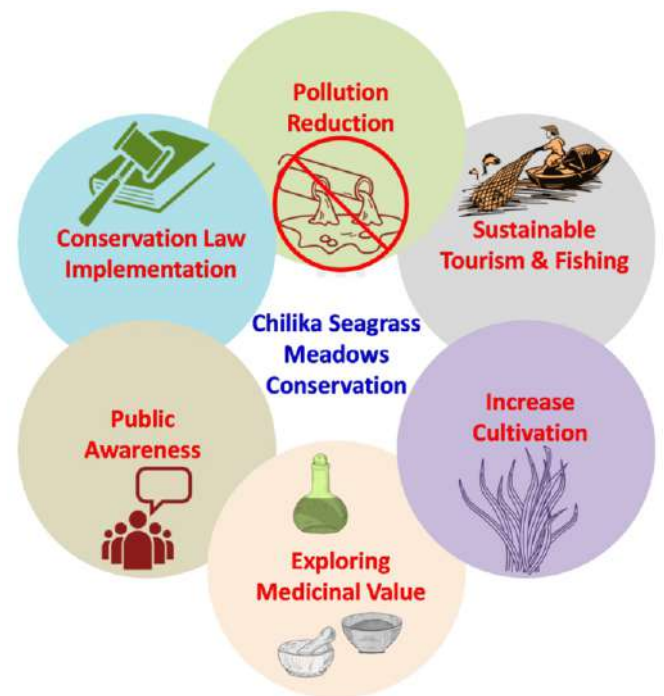 Pollution
Reduction
Conservation Law
Implementation
Sustainable
Tourism & Fishing
Chilika Seagrass
Meadows
Conservation
Public
Awareness
Increase
Cultivation
Exploring
Medicinal Value